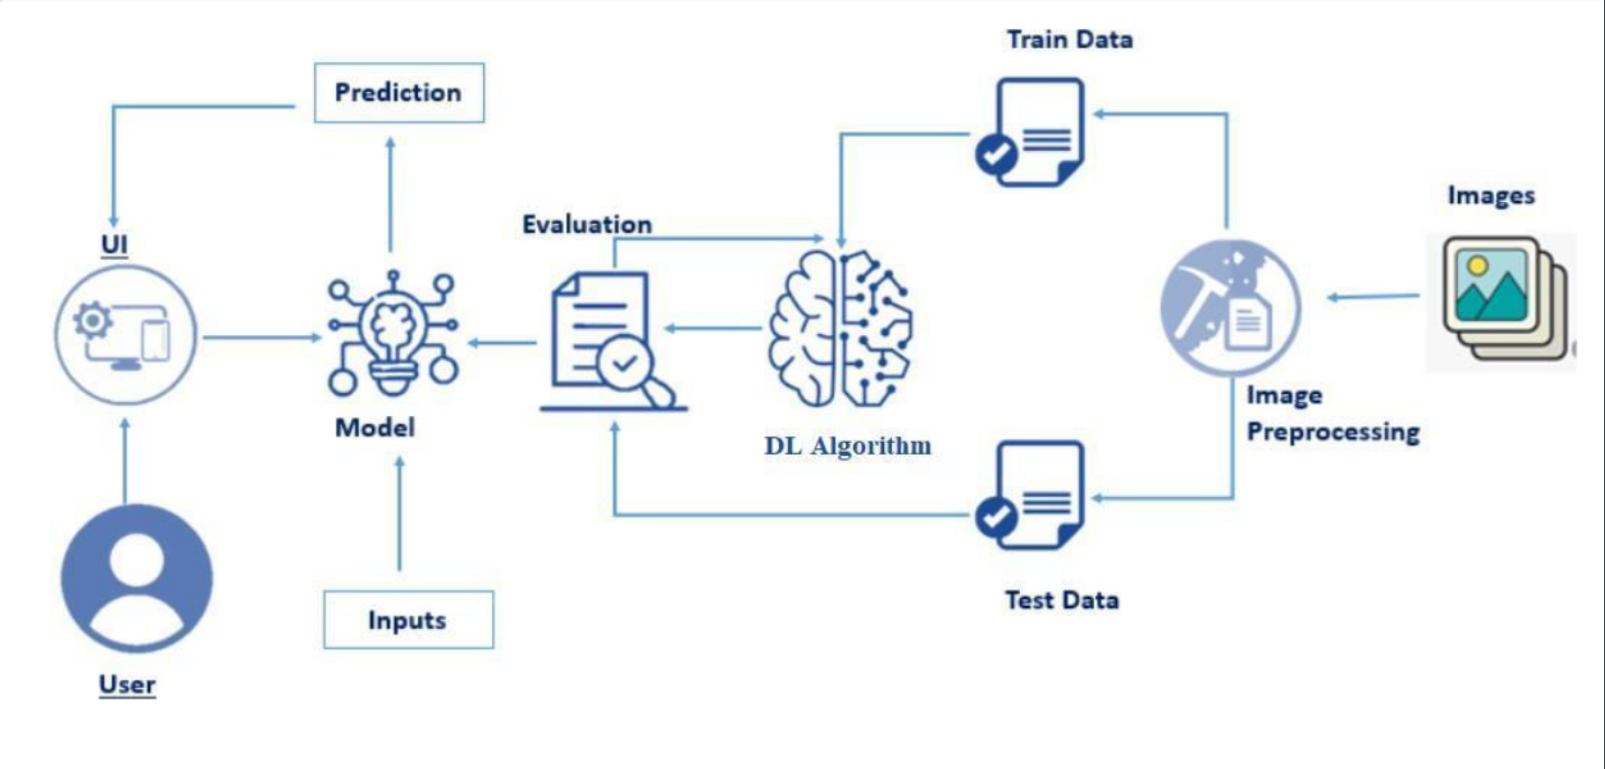 Train Data
Prediction
Images
Evaluation
UI
Image
Preprocessing
Model
DL Algorithm
Test Data
Inputs
User